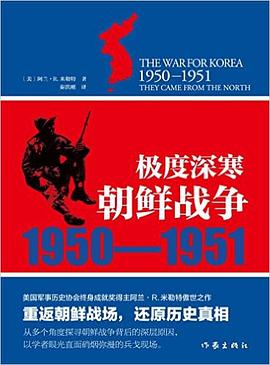 THE WAR FOR KOREA
1950—1951
THEY CAME FROM THE NORTH
[美] 阿兰·R.米勒特 著
秦洪刚 译
极度深寒
朝鲜战争
1950—1951
美国军事历史协会终身成就奖得主阿兰·R.米勒特傲世之作
重返朝鲜战场，还原历史真相
从多个角度探寻朝鲜战争背后的深层原因，
以学者眼光直面硝烟弥漫的兵戈现场。
作家出版社